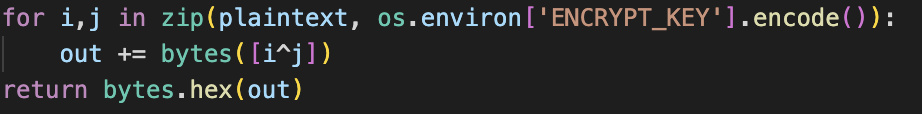 for i,j in zip(plaintext, os.environ['ENCRYPT_KEY'].encode()):
    out += bytes([i^j])
return bytes.hex(out)